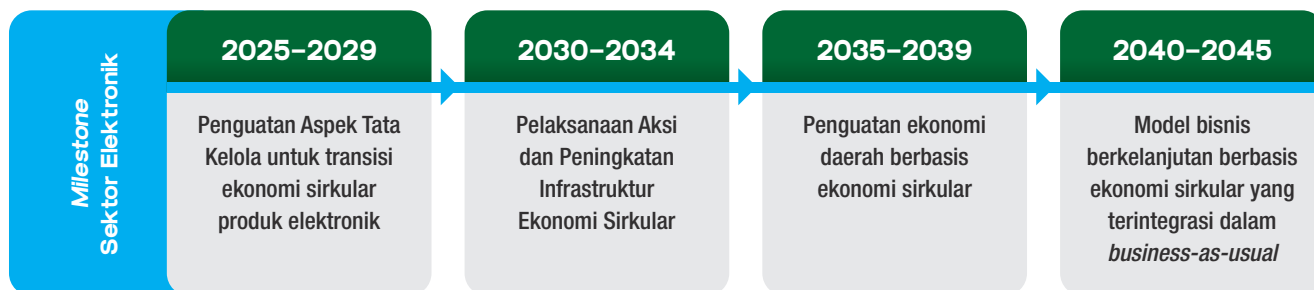 Milestone
Sektor Elektronik
2025–2029
Penguatan Aspek Tata
Kelola untuk transisi
ekonomi sirkular
produk elektronik
2030–2034
Pelaksanaan Aksi
dan Peningkatan
Infrastruktur
Ekonomi Sirkular
2035–2039
Penguatan ekonomi
daerah berbasis
ekonomi sirkular
2040–2045
Model bisnis
berkelanjutan berbasis
ekonomi sirkular yang
terintegrasi dalam
business-as-usual